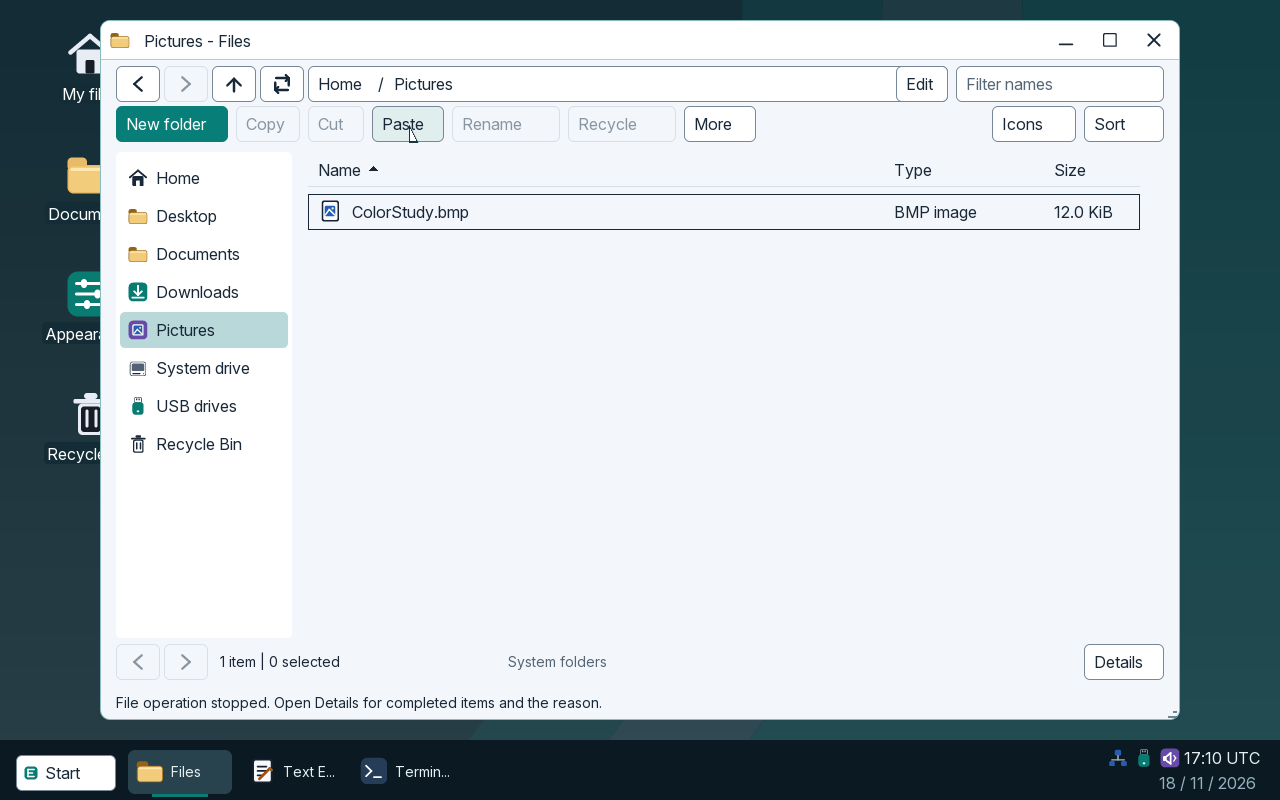 Pictures - Files
Home / Pictures
Edit
Filter names
New folder
Copy
Cut
Paste
Rename
Recycle
More
Icons
Sort
Name
Type
Size
ColorStudy.bmp
BMP image
12.0 KiB
Home
Desktop
Documents
Downloads
Pictures
System drive
USB drives
Recycle Bin
1 item | 0 selected
System folders
Details
File operation stopped. Open Details for completed items and the reason.
My fil
Docum
Appeara
Recycle
Start
Files
Text E...
Termin...
17:10 UTC
18 / 11 / 2026